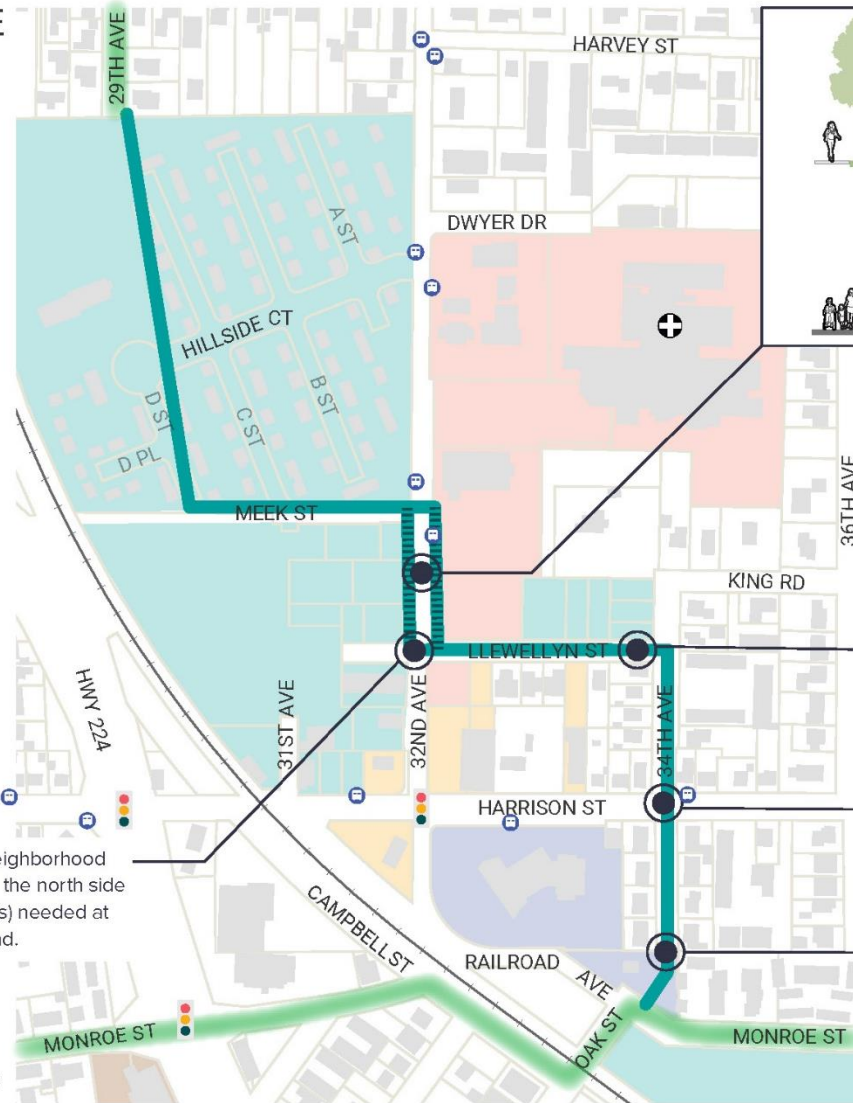 29TH AVE
HARVEY ST
DWYER DR
A ST
HILLSIDE CT
B ST
C ST
D ST
D PL
MEEK ST
36TH AVE
KING RD
LLEWELLYN ST
HWY 224
31ST AVE
32ND AVE
34TH AVE
HARRISON ST
eighborhood
the north side
s) needed at
nd.
CAMPBELL ST
RAILROAD AVE
MONROE ST
OAK ST
MONROE ST